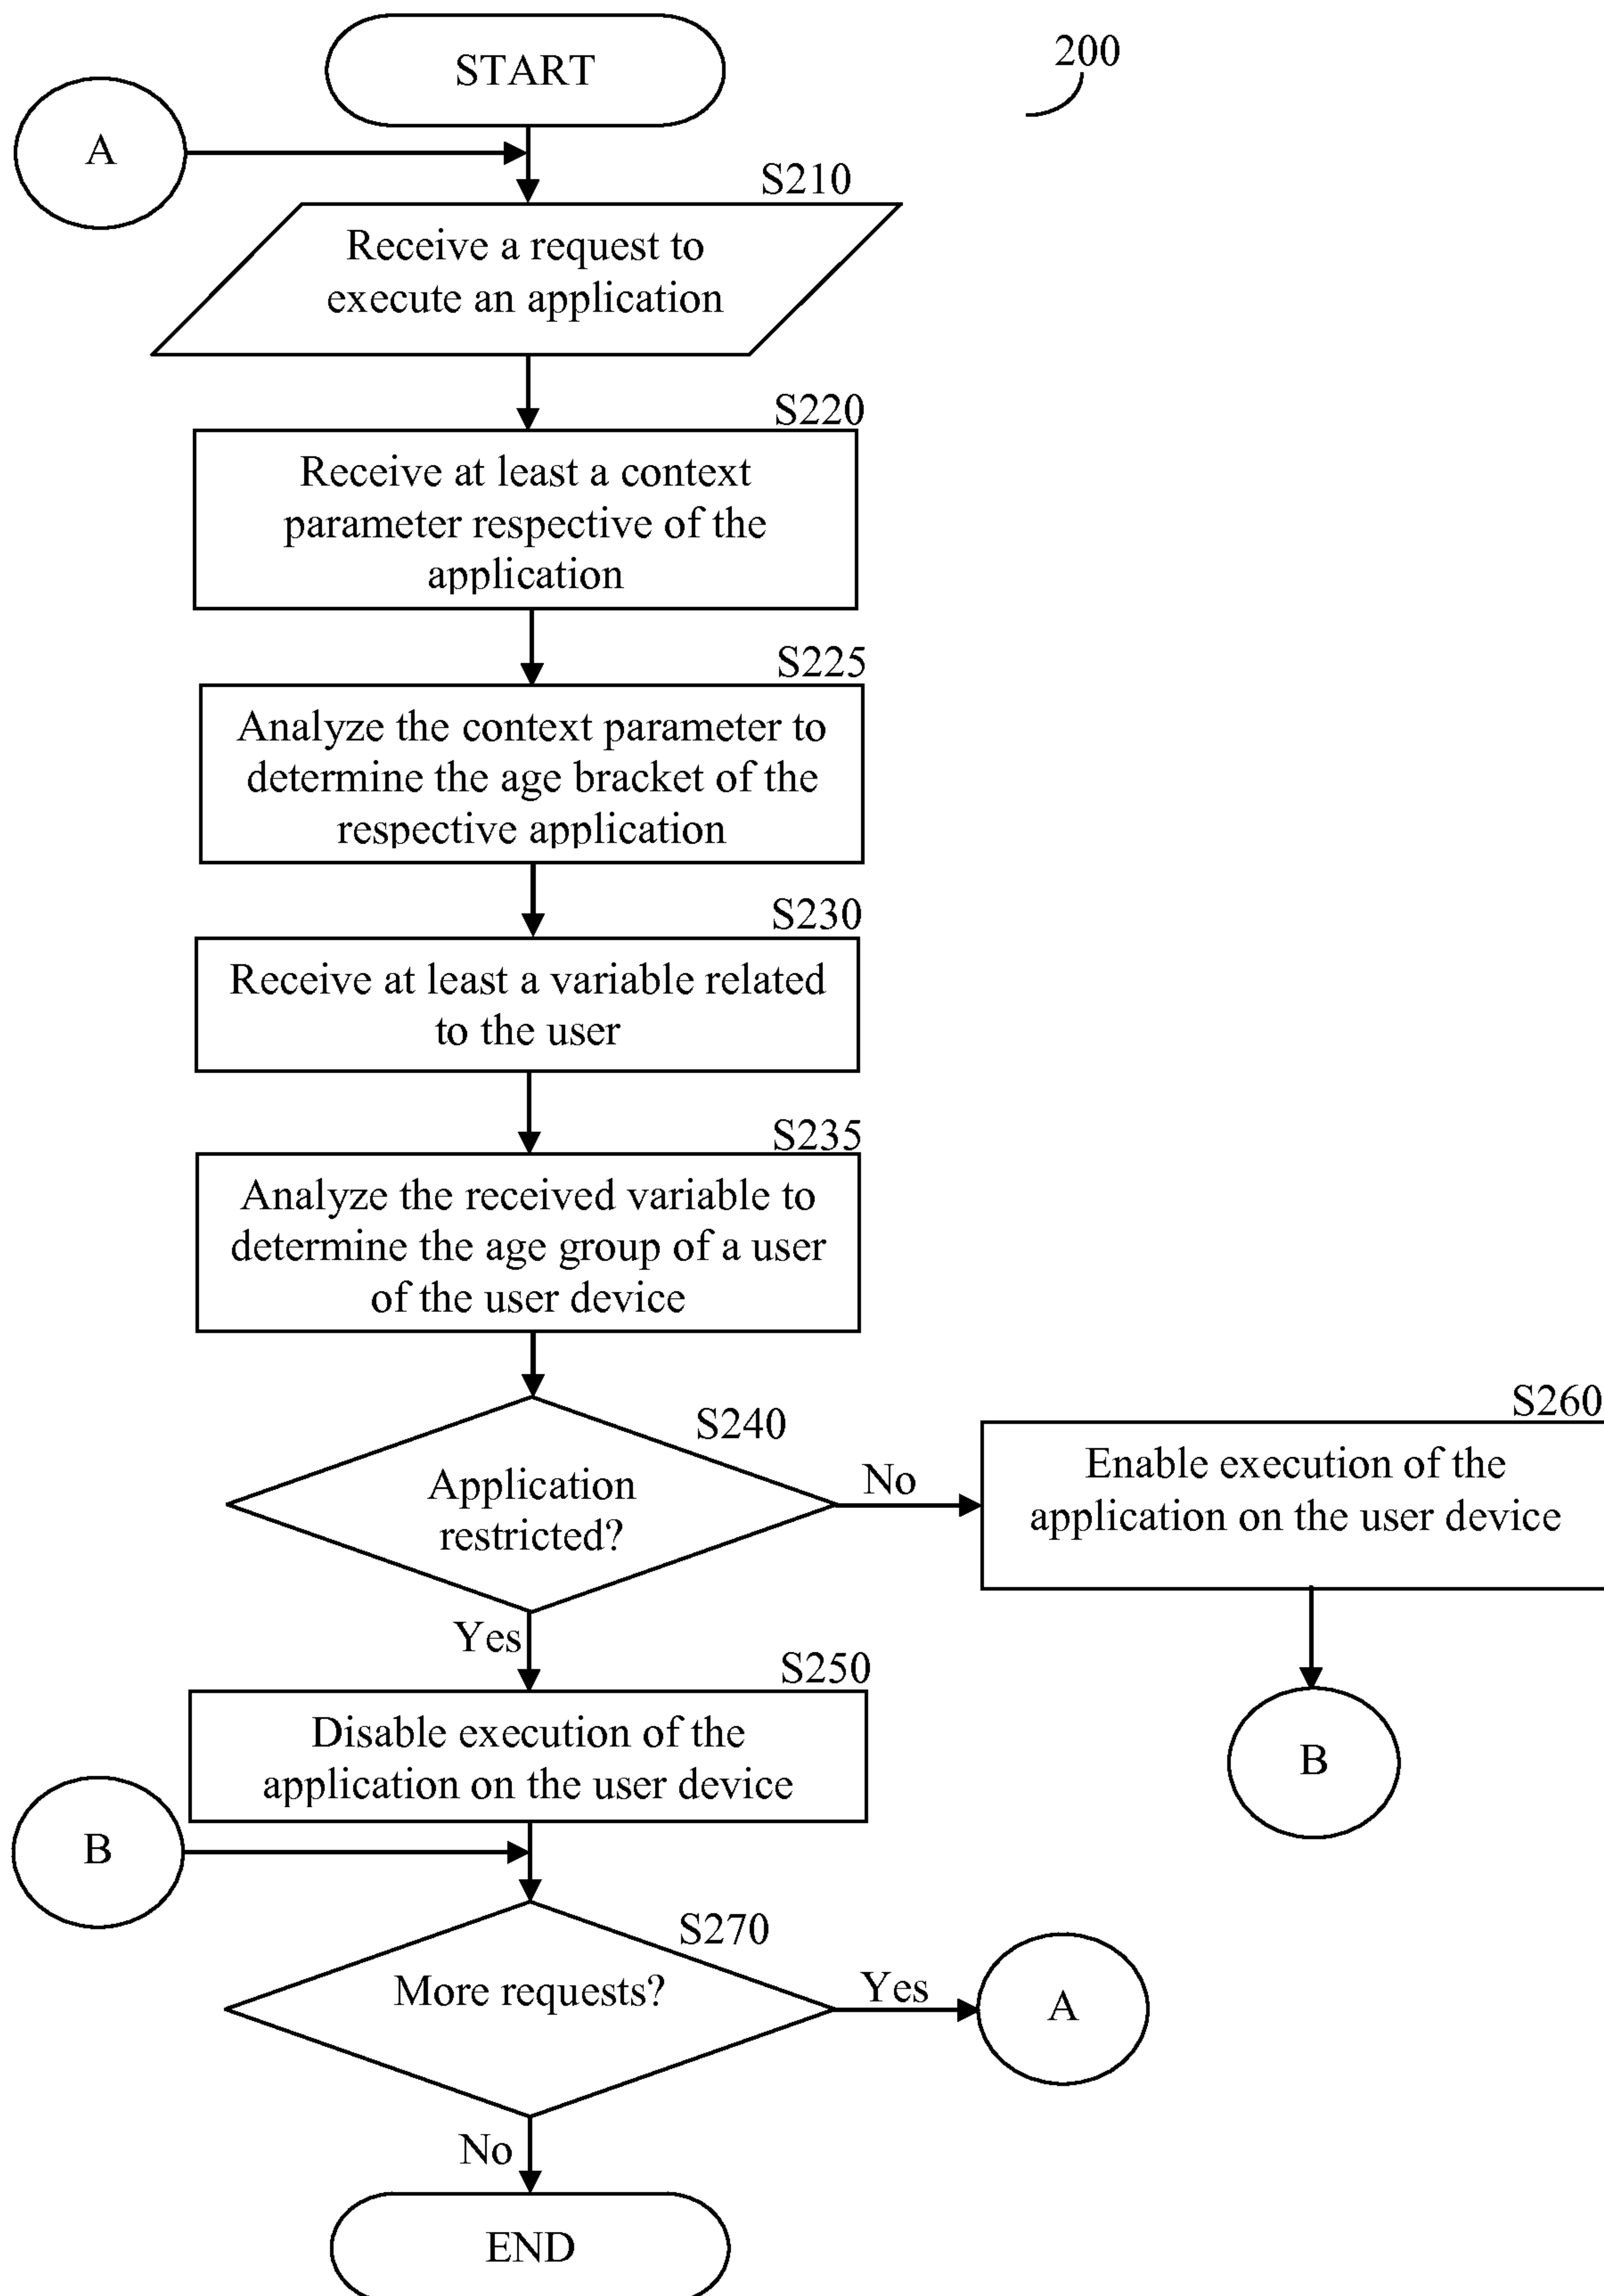 START
200
A
S210
Receive a request to
execute an application
S220
Receive at least a context
parameter respective of the
application
S225
Analyze the context parameter to
determine the age bracket of the
respective application
S230
Receive at least a variable related
to the user
S235
Analyze the received variable to
determine the age group of a user
of the user device
S240
Application
restricted?
No
S260
Enable execution of the
application on the user device
Yes
S250
Disable execution of the
application on the user device
B
B
S270
More requests?
Yes
A
No
END